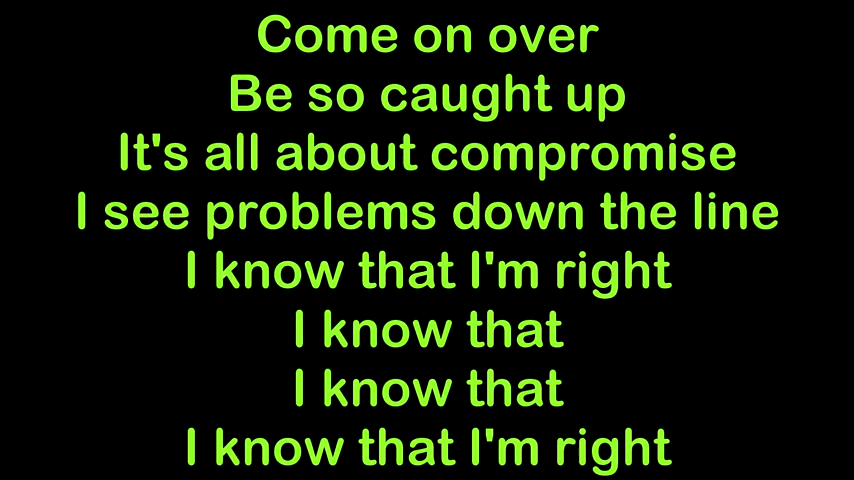 Come on over
Be so caught up
It's all about compromise
I see problems down the line
I know that I'm right
I know that
I know that
I know that I'm right